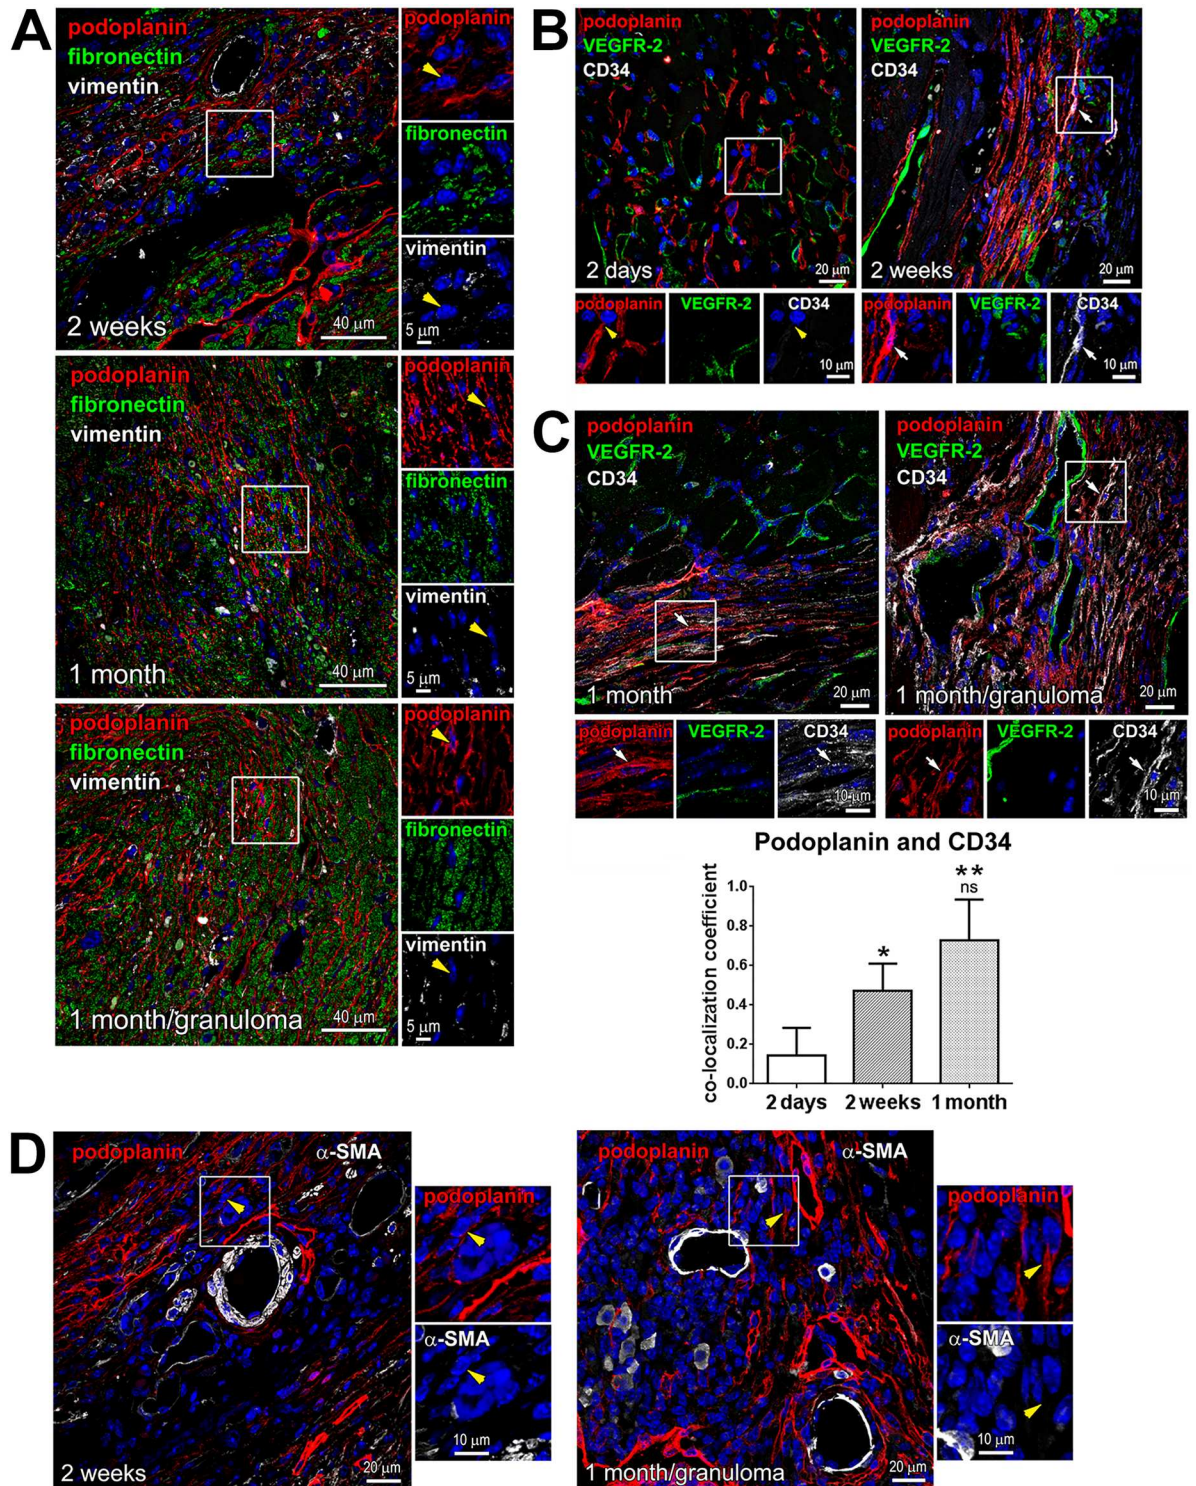 A
podoplanin
fibronectin
vimentin
2 weeks
40 μm
podoplanin
fibronectin
vimentin
5 μm
podoplanin
fibronectin
vimentin
1 month
40 μm
podoplanin
fibronectin
vimentin
5 μm
podoplanin
fibronectin
vimentin
1 month/granuloma
40 μm
podoplanin
fibronectin
vimentin
5 μm
B
podoplanin
VEGFR-2
CD34
2 days
20 μm
podoplanin
VEGFR-2
CD34
2 weeks
20 μm
podoplanin
VEGFR-2
CD34
10 μm
podoplanin
VEGFR-2
CD34
10 μm
C
podoplanin
VEGFR-2
CD34
1 month
20 μm
podoplanin
VEGFR-2
CD34
1 month/granuloma
20 μm
podoplanin
VEGFR-2
CD34
10 μm
podoplanin
VEGFR-2
CD34
10 μm
Podoplanin and CD34
co-localization coefficient
1.0
0.8
0.6
0.4
0.2
0.0
*
**
ns
2 days
2 weeks
1 month
D
podoplanin
α-SMA
2 weeks
20 μm
podoplanin
α-SMA
10 μm
podoplanin
α-SMA
1 month/granuloma
20 μm
podoplanin
α-SMA
10 μm